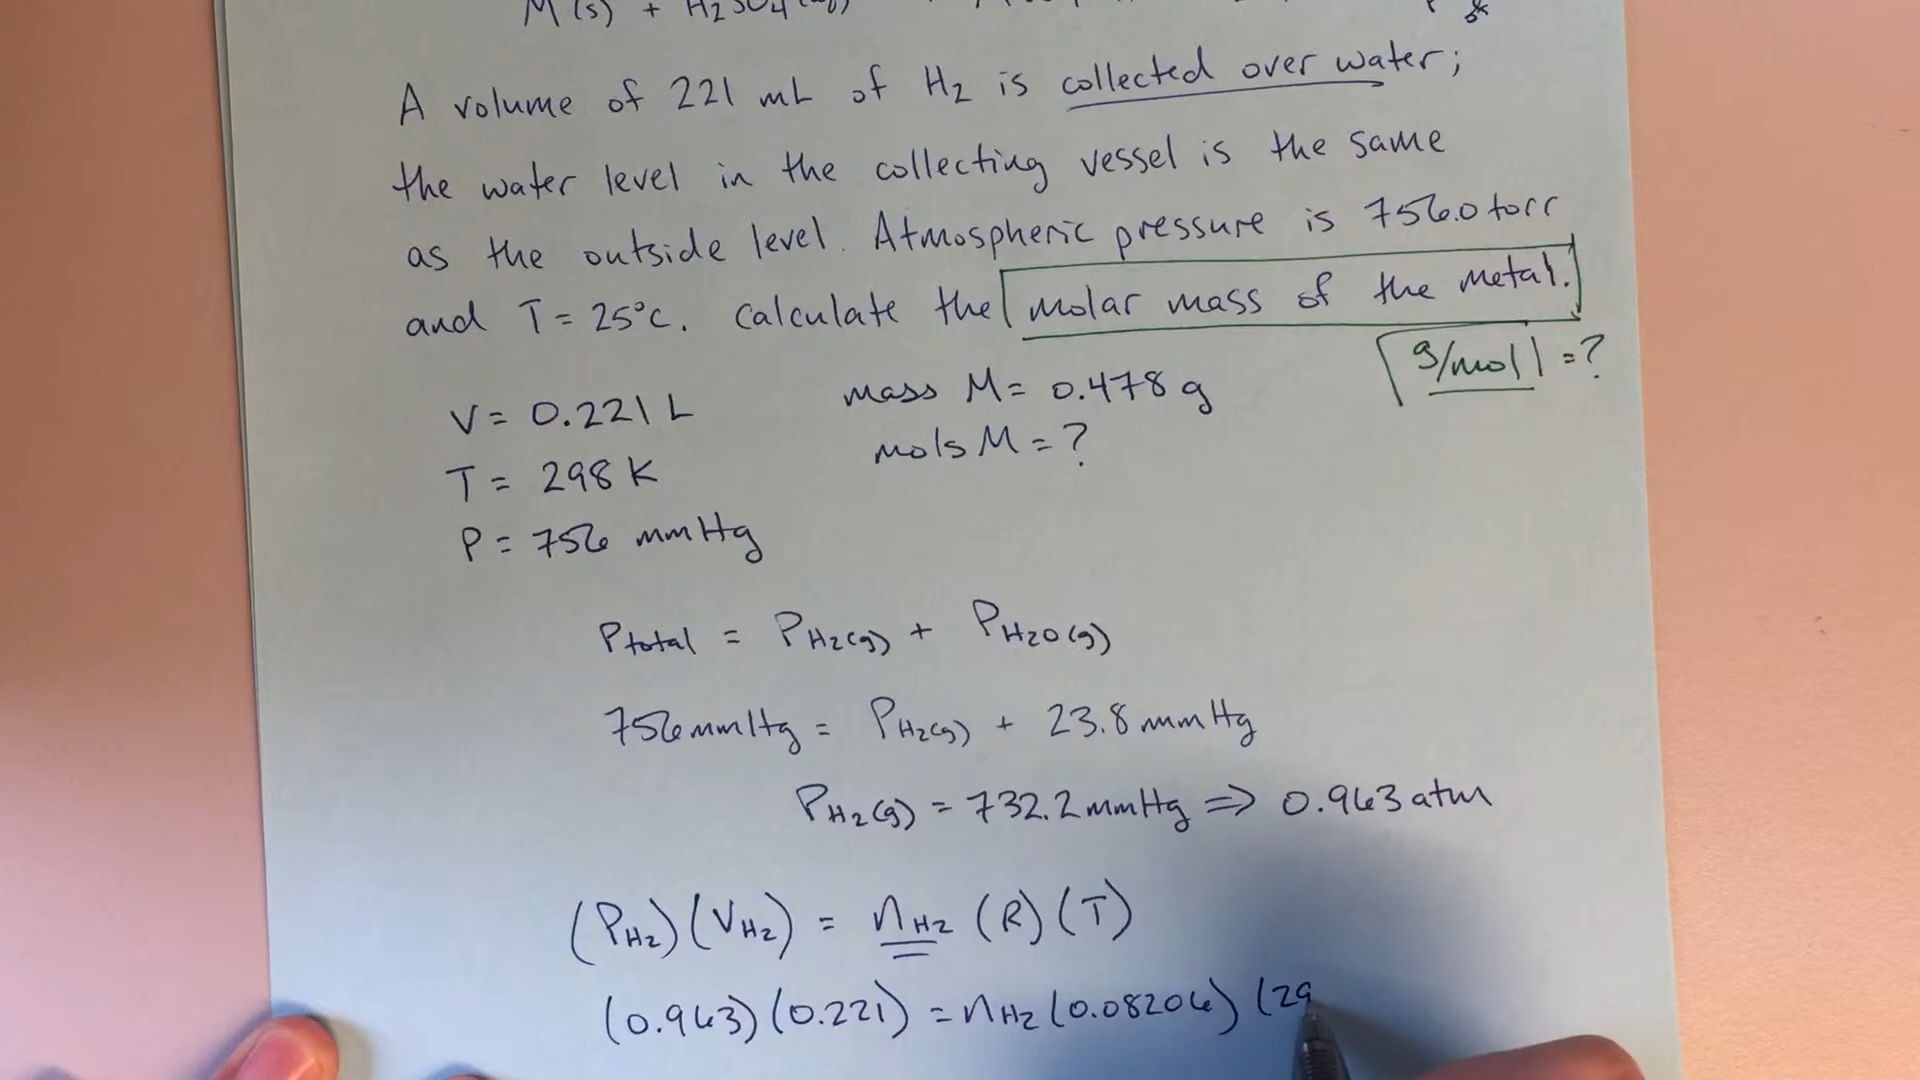 M (s) + H2SO4 (aq)
A volume of 221 mL of H2 is collected over water;
the water level in the collecting vessel is the same
as the outside level. Atmospheric pressure is 756.0 torr
and T = 25°C. Calculate the molar mass of the metal.
g/mol = ?
V = 0.221 L
mass M = 0.478 g
T = 298 K
mols M = ?
P = 756 mmHg
Ptotal = PH2(g) + PH2O(g)
756 mmHg = PH2(g) + 23.8 mmHg
PH2(g) = 732.2 mmHg ⇒ 0.963 atm
(PH2)(VH2) = nH2 (R)(T)
(0.963)(0.221) = nH2 (0.08206) (29